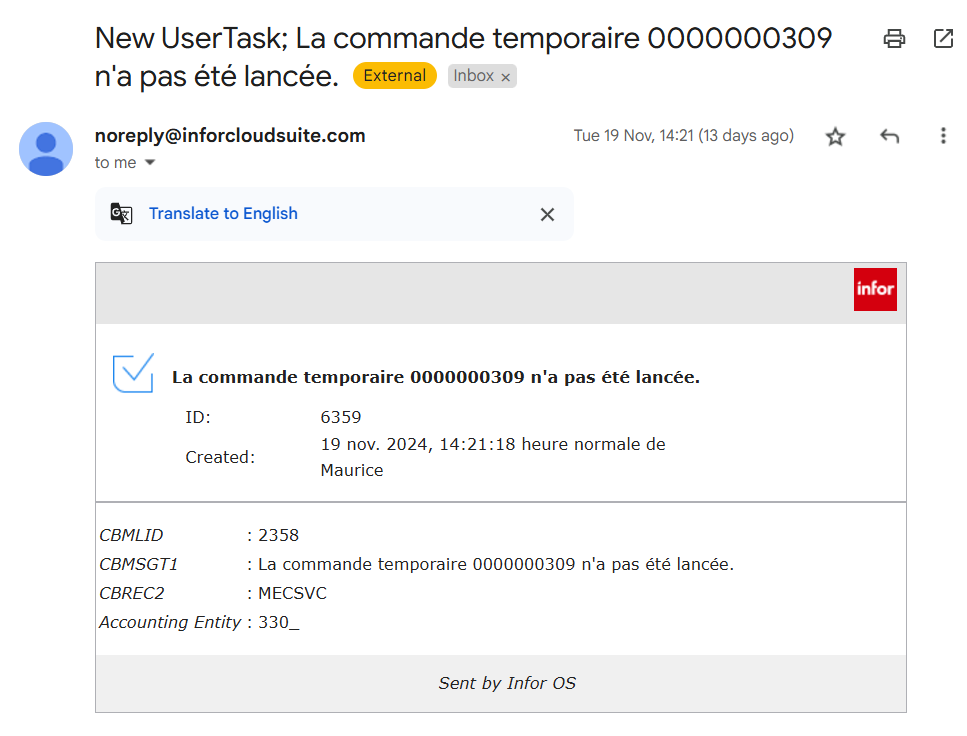 New UserTask; La commande temporaire 0000000309
n'a pas été lancée. External Inbox ×
noreply@inforcloudsuite.com Tue 19 Nov, 14:21 (13 days ago)
to me
Translate to English
infor
La commande temporaire 0000000309 n'a pas été lancée.
ID: 6359
Created: 19 nov. 2024, 14:21:18 heure normale de
Maurice
CBMLID : 2358
CBMSGT1 : La commande temporaire 0000000309 n'a pas été lancée.
CBREC2 : MECSVC
Accounting Entity : 330_
Sent by Infor OS